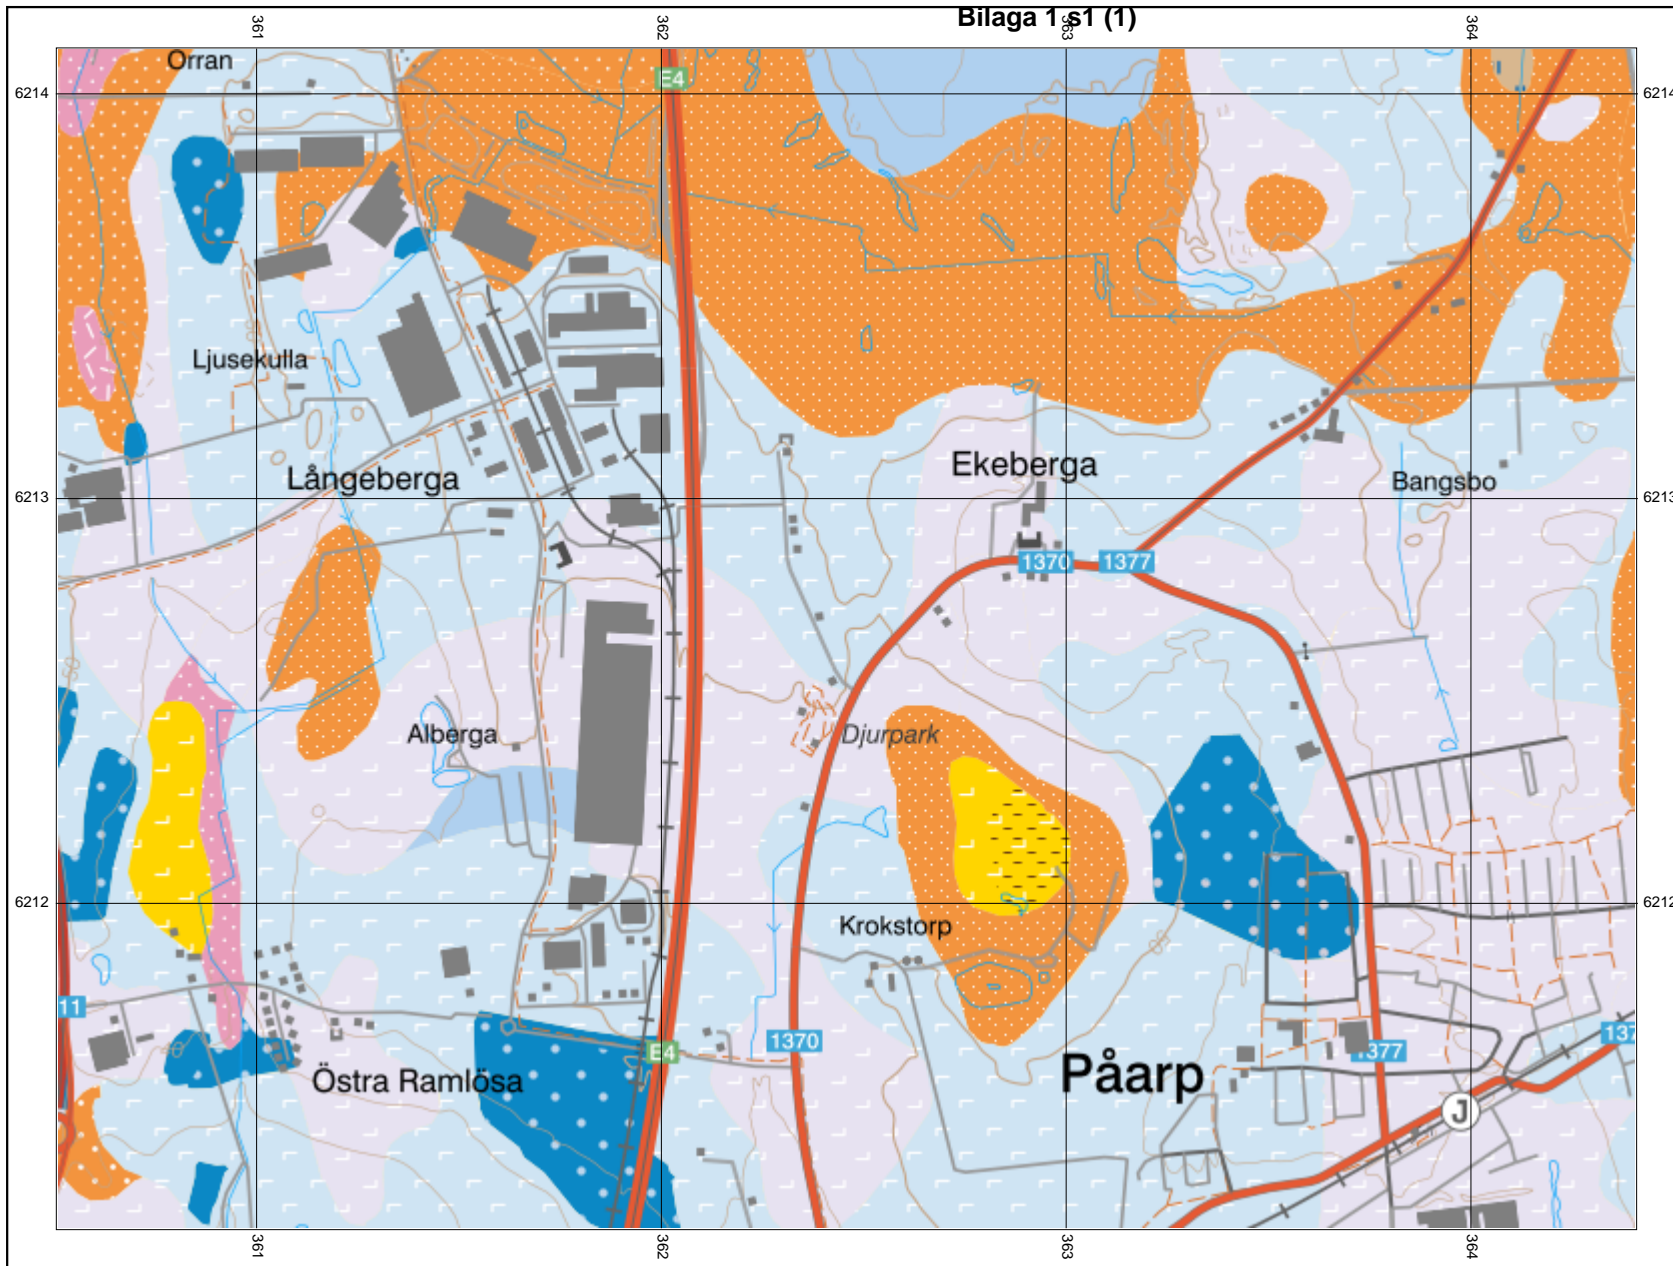 Bilaga 1 s1 (1)
361
362
363
364
Orran
6214
E4
6214
Ljusekulla
Långeberga
Ekeberga
Bangsbo
6213
6213
1370
1377
Alberga
Djurpark
6212
Krokstorp
6212
11
1370
137
E4
1377
Östra Ramlösa
Påarp
J
361
362
363
364